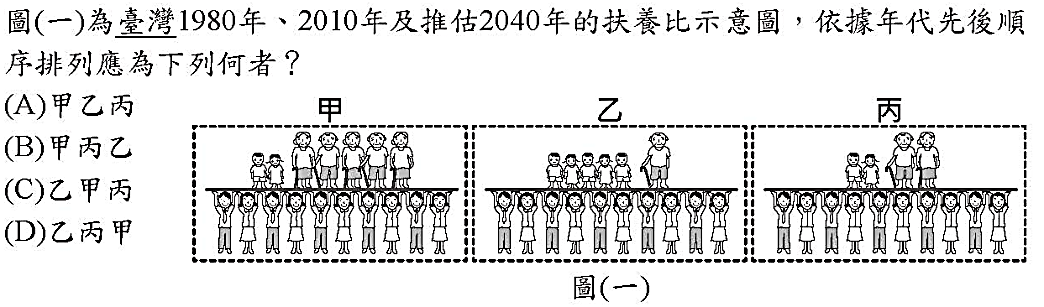 圖(一)為臺灣1980年、2010年及推估2040年的扶養比示意圖，依據年代先後順
序排列應為下列何者？
(A)甲乙丙
(B)甲丙乙
(C)乙甲丙
(D)乙丙甲
甲 乙 丙
圖(一)